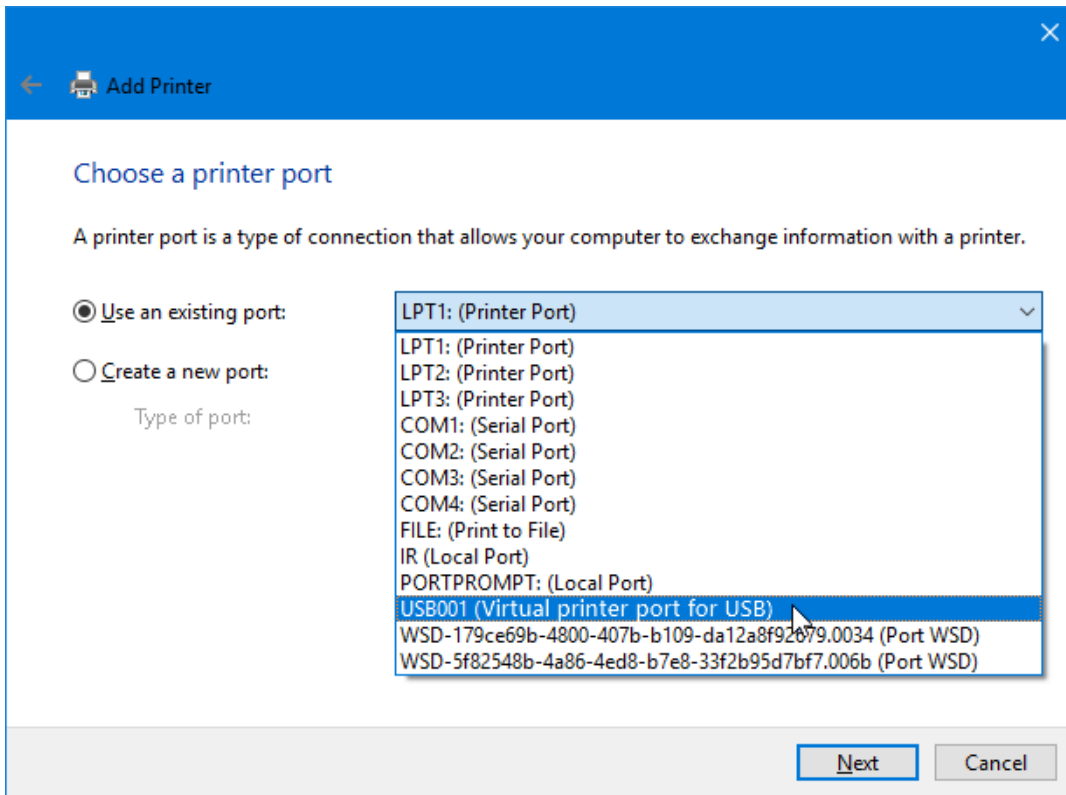 Add Printer
Choose a printer port
A printer port is a type of connection that allows your computer to exchange information with a printer.
Use an existing port:
LPT1: (Printer Port)
LPT1: (Printer Port)
LPT2: (Printer Port)
LPT3: (Printer Port)
COM1: (Serial Port)
COM2: (Serial Port)
COM3: (Serial Port)
COM4: (Serial Port)
FILE: (Print to File)
IR (Local Port)
PORTPROMPT: (Local Port)
USB001 (Virtual printer port for USB)
(Port WSD)
WSD-5f82548b-4a86-4ed8-b7e8-33f2b95d7bf7.006b (Port WSD)
Create a new port:
Type of port:
Next
Cancel